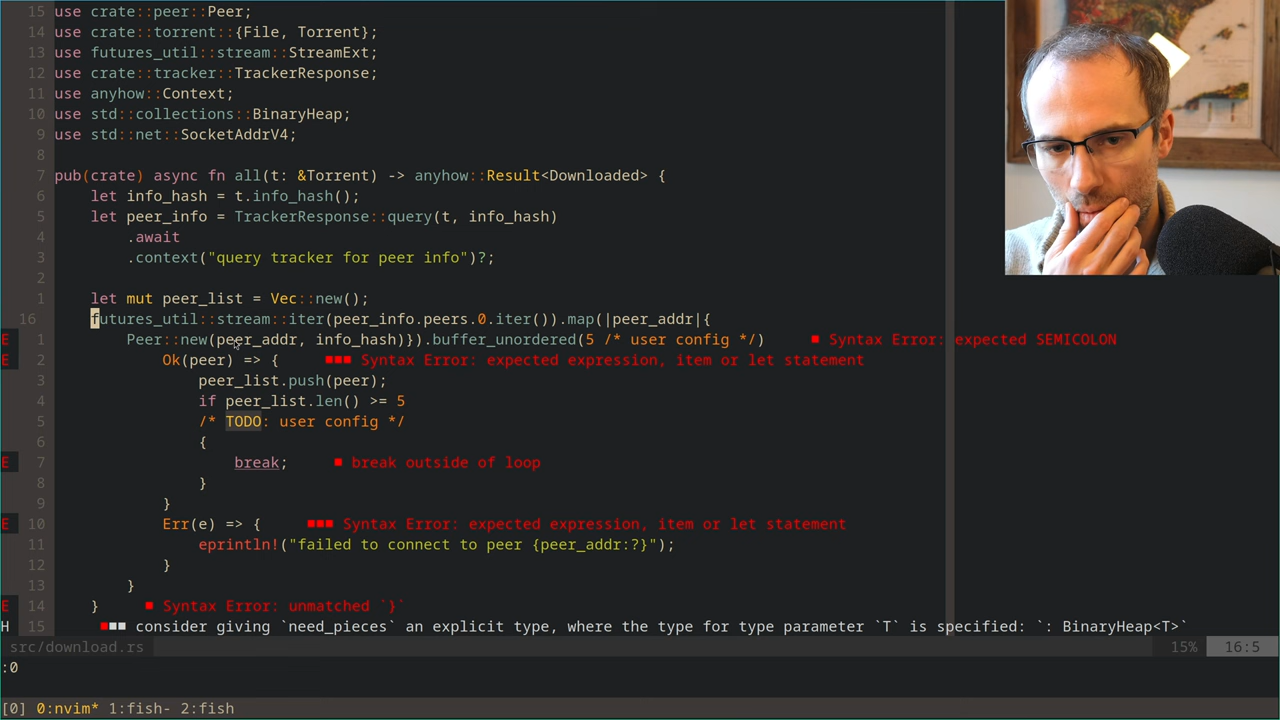 15 use crate::peer::Peer;
14 use crate::torrent::{File, Torrent};
13 use futures_util::stream::StreamExt;
12 use crate::tracker::TrackerResponse;
11 use anyhow::Context;
10 use std::collections::BinaryHeap;
9 use std::net::SocketAddrV4;
8
7 pub(crate) async fn all(t: &Torrent) -> anyhow::Result<Downloaded> {
6     let info_hash = t.info_hash();
5     let peer_info = TrackerResponse::query(t, info_hash)
4         .await
3         .context("query tracker for peer info")?;
2
1     let mut peer_list = Vec::new();
16     futures_util::stream::iter(peer_info.peers.0.iter()).map(|peer_addr|{
E 1         Peer::new(peer_addr, info_hash)}).buffer_unordered(5 /* user config */)     ■ Syntax Error: expected SEMICOLON
E 2             Ok(peer) => {     ■■■ Syntax Error: expected expression, item or let statement
3                 peer_list.push(peer);
4                 if peer_list.len() >= 5
5                 /* TODO: user config */
6                 {
E 7                     break;     ■ break outside of loop
8                 }
9             }
E 10             Err(e) => {     ■■■ Syntax Error: expected expression, item or let statement
11                 eprintln!("failed to connect to peer {peer_addr:?}");
12             }
13         }
E 14     }     ■ Syntax Error: unmatched `}`
H 15     ■■■ consider giving `need_pieces` an explicit type, where the type for type parameter `T` is specified: `: BinaryHeap<T>`
src/download.rs 15% 16:5
:0
[0] 0:nvim* 1:fish- 2:fish